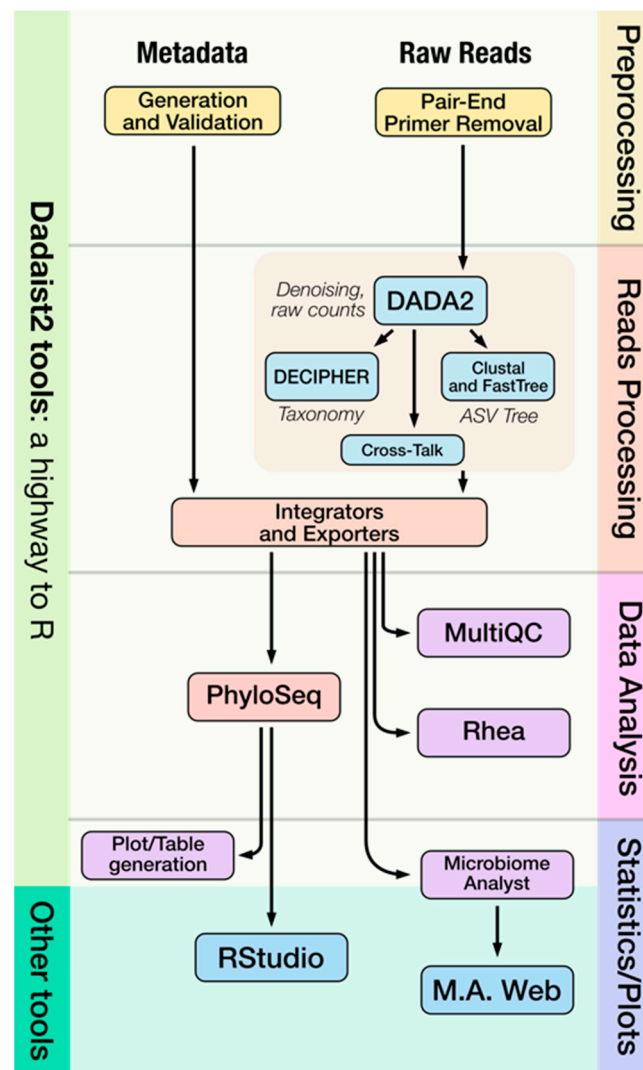 Metadata
Raw Reads
Generation
and Validation
Pair-End
Primer Removal
Preprocessing
Dadaist2 tools: a highway to R
Denoising,
raw counts
DADA2
DECIPHER
Taxonomy
Clustal
and FastTree
ASV Tree
Cross-Talk
Reads Processing
Integrators
and Exporters
MultiQC
PhyloSeq
Rhea
Data Analysis
Plot/Table
generation
Microbiome
Analyst
Statistics/Plots
RStudio
M.A. Web
Other tools